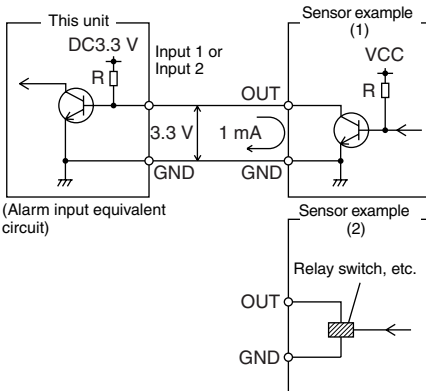 This unit
DC3.3 V
R
Input 1 or
Input 2
3.3 V
1 mA
GND
(Alarm input equivalent
circuit)
Sensor example
(1)
VCC
R
OUT
GND
Sensor example
(2)
Relay switch, etc.
OUT
GND